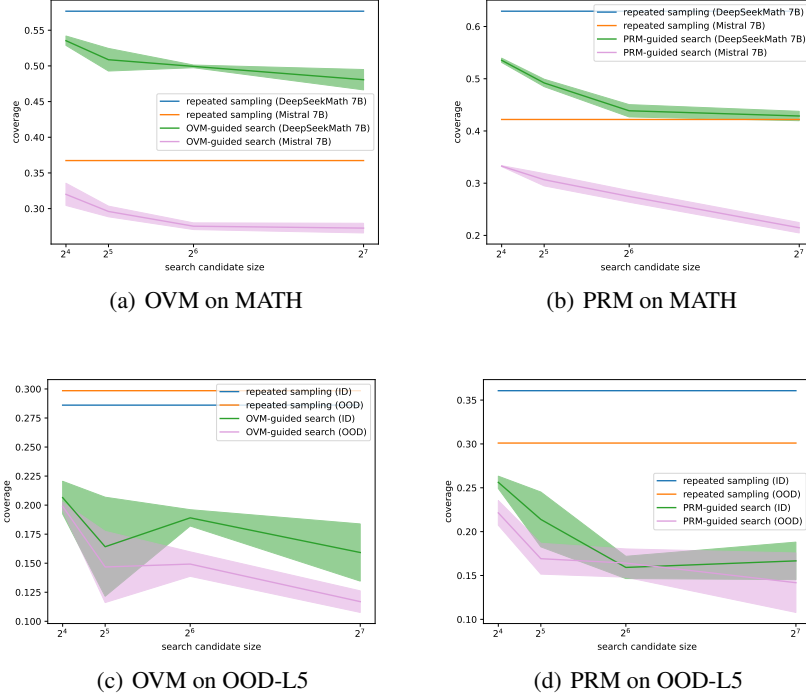 coverage
0.55
0.50
0.45
0.40
0.35
0.30
repeated sampling (DeepSeekMath 7B)
repeated sampling (Mistral 7B)
OVM-guided search (DeepSeekMath 7B)
OVM-guided search (Mistral 7B)
2^4 2^5 2^6 2^7
search candidate size
(a) OVM on MATH
coverage
0.6
0.5
0.4
0.3
0.2
repeated sampling (DeepSeekMath 7B)
repeated sampling (Mistral 7B)
PRM-guided search (DeepSeekMath 7B)
PRM-guided search (Mistral 7B)
2^4 2^5 2^6 2^7
search candidate size
(b) PRM on MATH
coverage
0.300
0.275
0.250
0.225
0.200
0.175
0.150
0.125
0.100
repeated sampling (ID)
repeated sampling (OOD)
OVM-guided search (ID)
OVM-guided search (OOD)
2^4 2^5 2^6 2^7
search candidate size
(c) OVM on OOD-L5
coverage
0.35
0.30
0.25
0.20
0.15
0.10
repeated sampling (ID)
repeated sampling (OOD)
PRM-guided search (ID)
PRM-guided search (OOD)
2^4 2^5 2^6 2^7
search candidate size
(d) PRM on OOD-L5